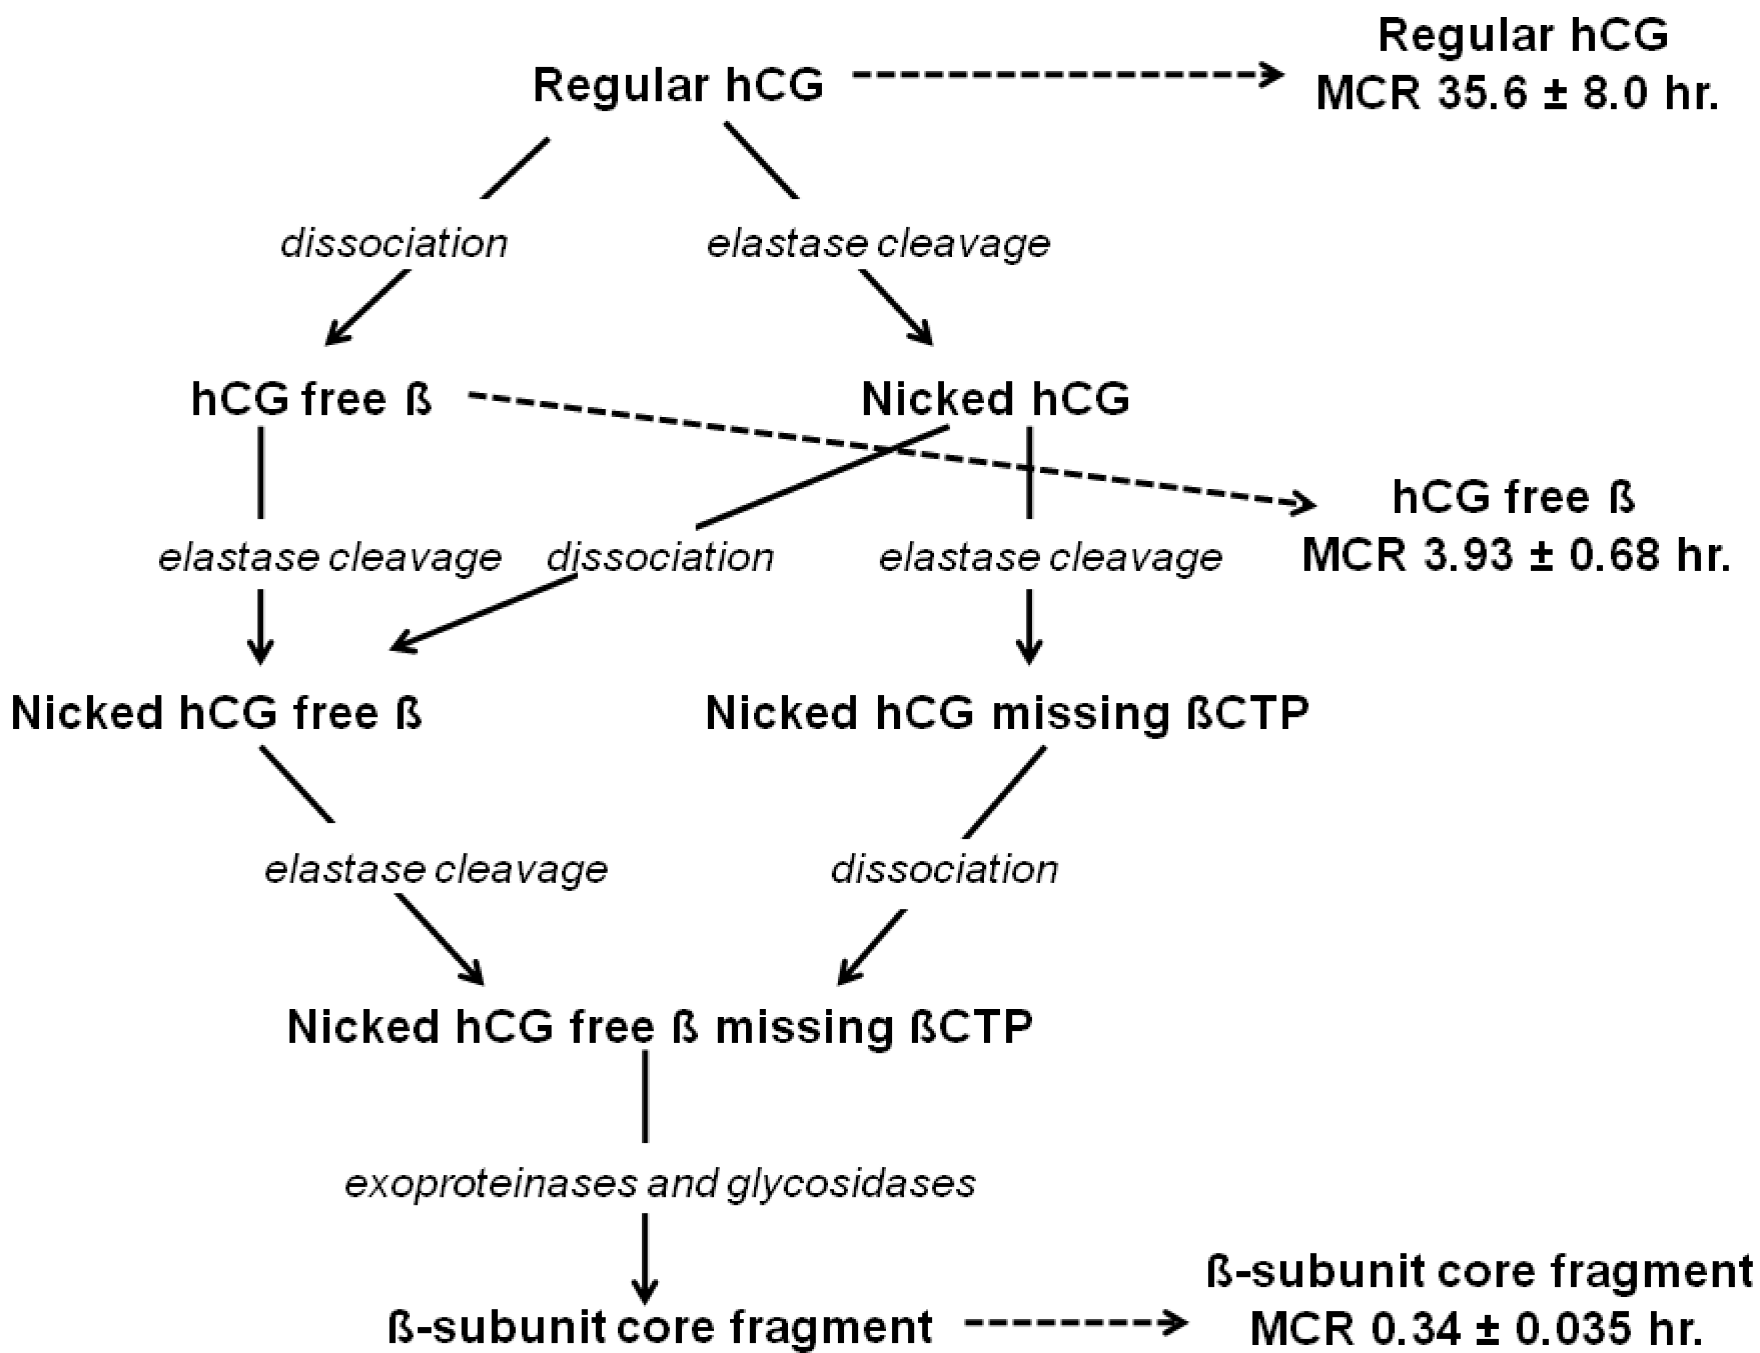 Regular hCG
Regular hCG
MCR 35.6 ± 8.0 hr.
dissociation
elastase cleavage
hCG free ß
Nicked hCG
hCG free ß
MCR 3.93 ± 0.68 hr.
elastase cleavage
dissociation
elastase cleavage
Nicked hCG free ß
Nicked hCG missing ßCTP
elastase cleavage
dissociation
Nicked hCG free ß missing ßCTP
exoproteinases and glycosidases
ß-subunit core fragment
ß-subunit core fragment
MCR 0.34 ± 0.035 hr.